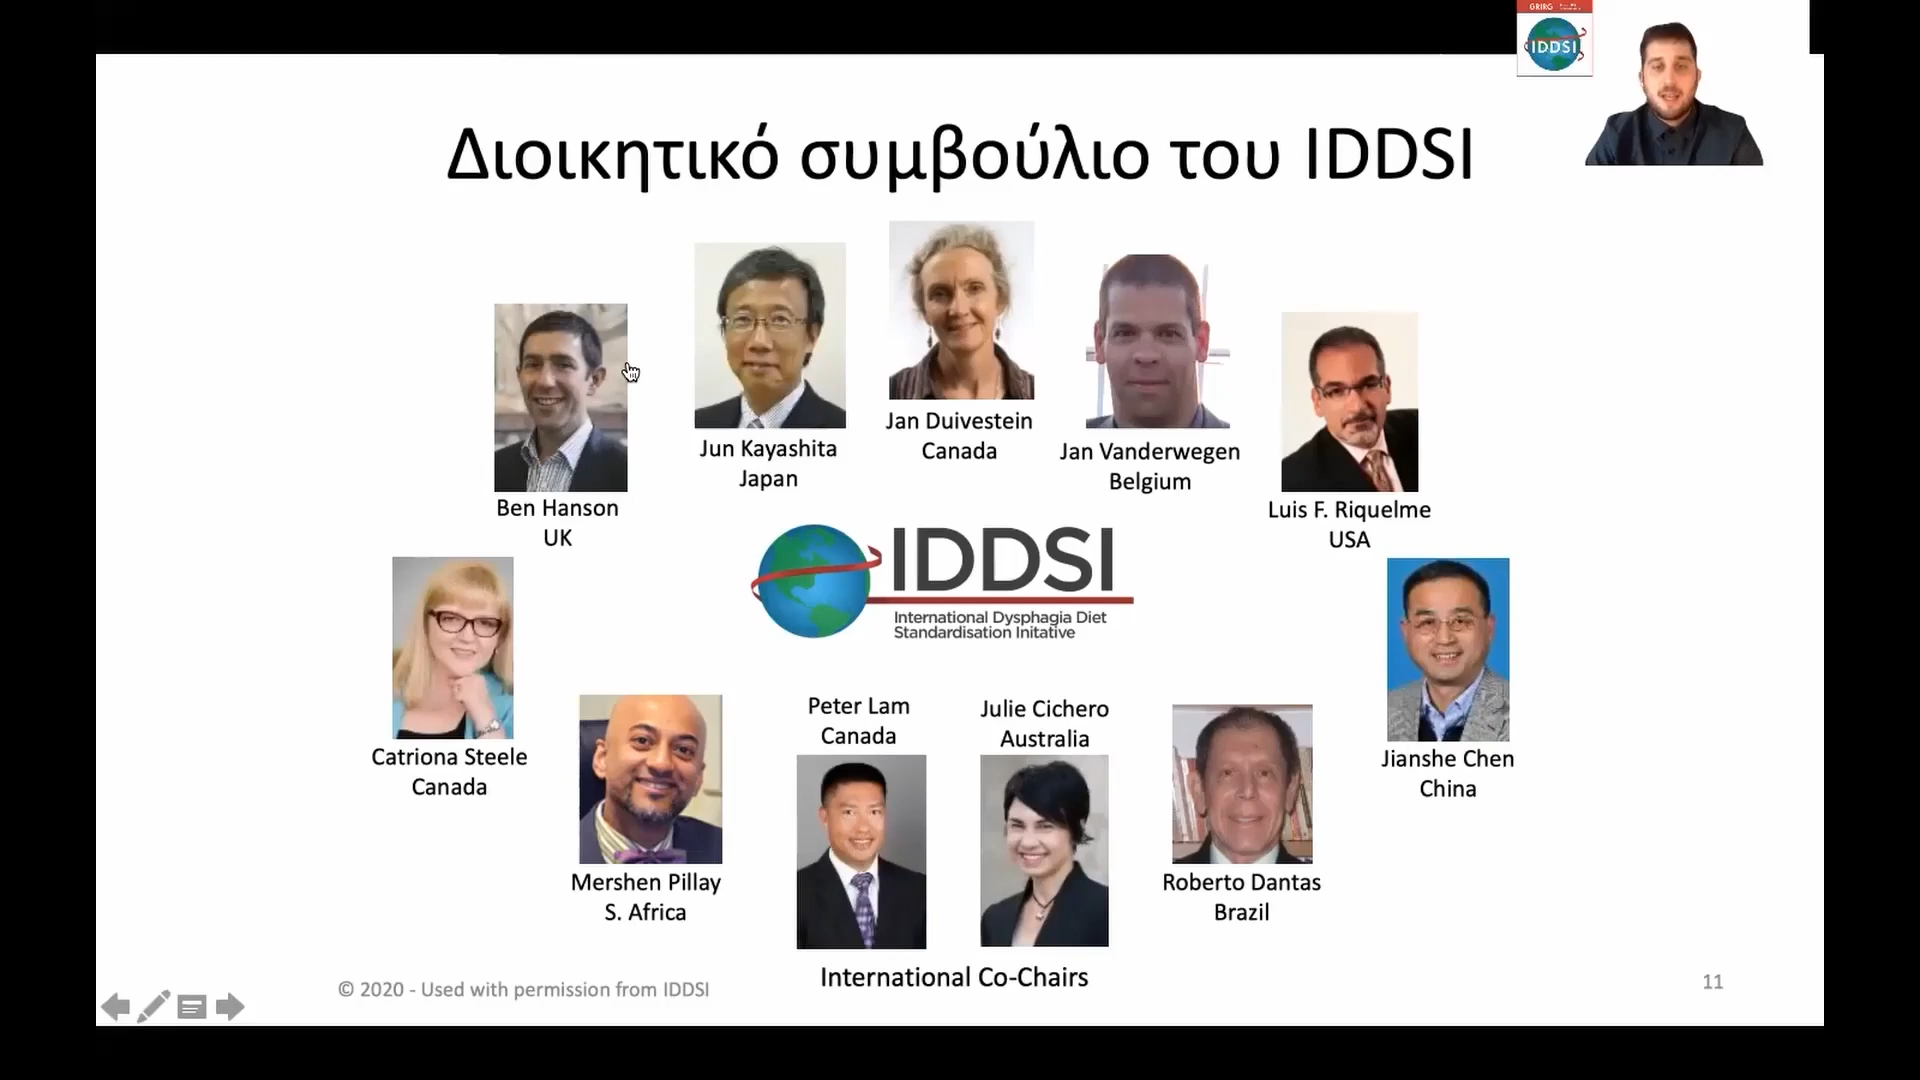 GRIRG
IDDSI
Διοικητικό συμβούλιο του IDDSI
Ben Hanson
UK
Jun Kayashita
Japan
Jan Duivestein
Canada
Jan Vanderwegen
Belgium
Luis F. Riquelme
USA
IDDSI
International Dysphagia Diet
Standardisation Initative
Catriona Steele
Canada
Mershen Pillay
S. Africa
Peter Lam
Canada
Julie Cichero
Australia
Roberto Dantas
Brazil
Jianshe Chen
China
International Co-Chairs
© 2020 - Used with permission from IDDSI
11